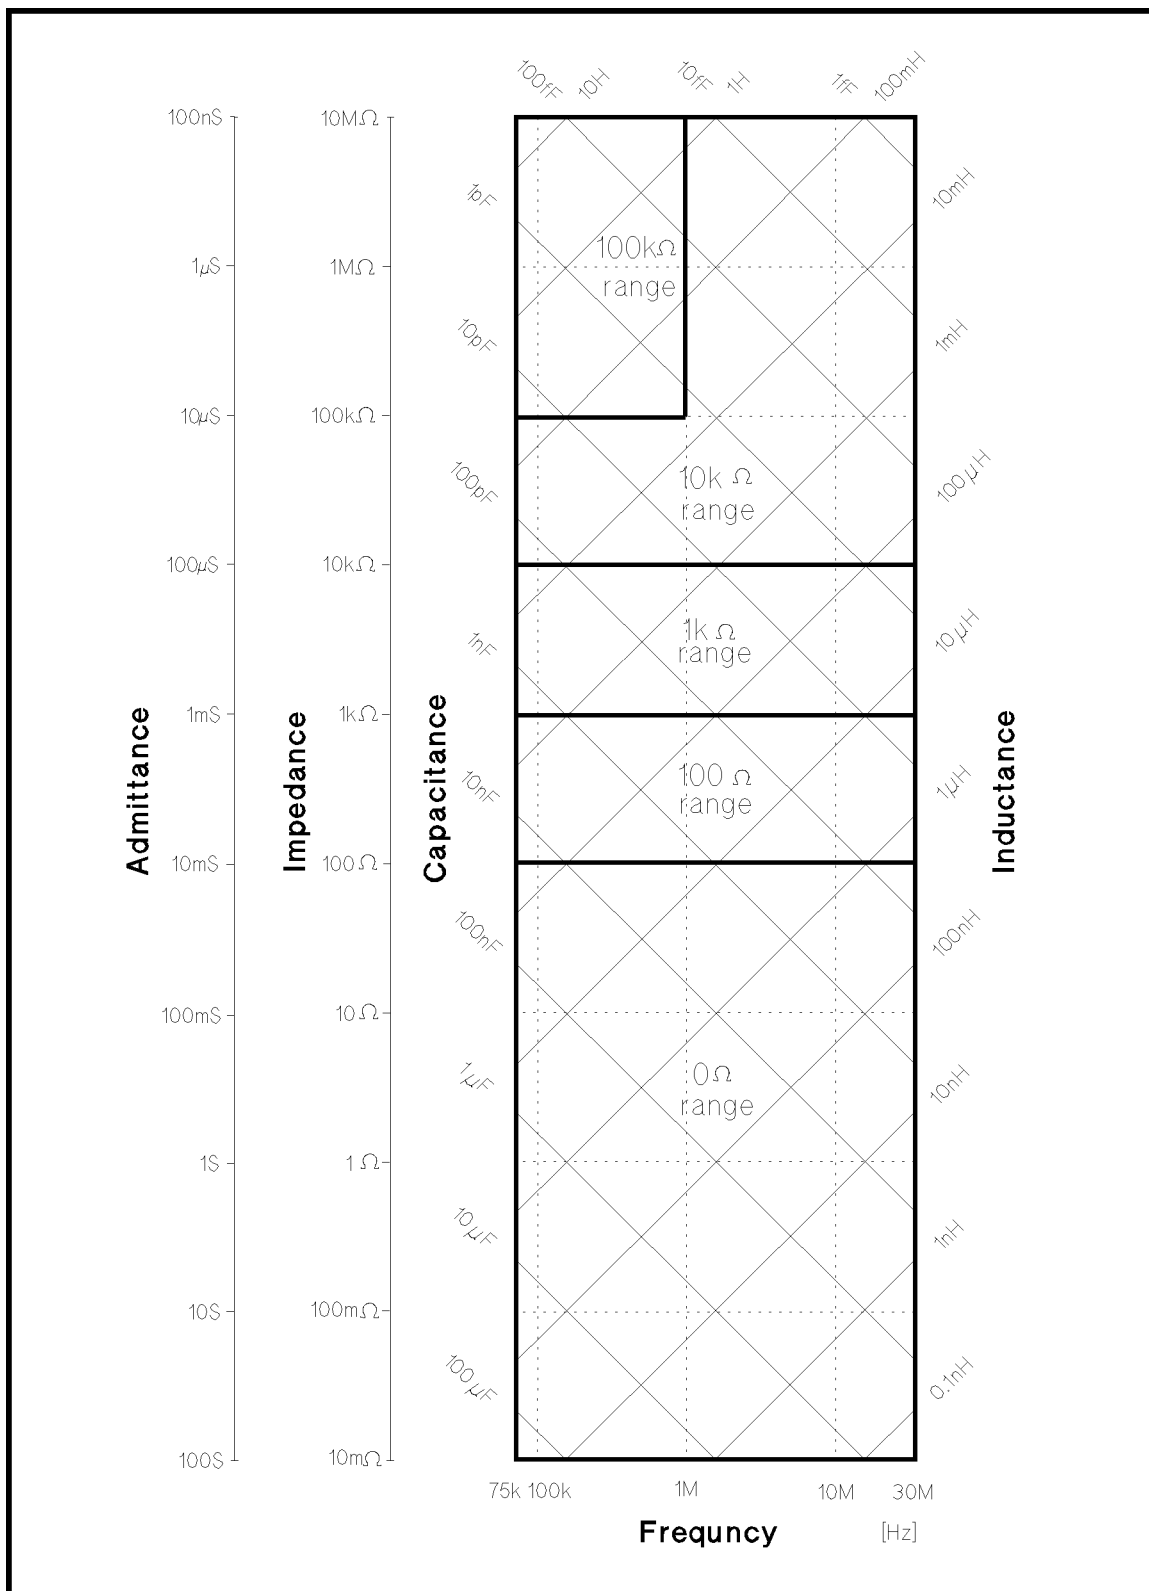 100fF 10H 10fF 1H 1fF 100mH
100nS 10MΩ
1pF 10mH
100kΩ
range
1μS 1MΩ
10pF 1mH
10μS 100kΩ
100pF 10k Ω 100μH
range
100μS 10kΩ
1nF 1k Ω 10μH
range
1mS 1kΩ
Admittance Impedance Capacitance Inductance
10nF 100 Ω 1μH
range
10mS 100Ω
100nF 100nH
100mS 10Ω
1μF 0Ω 10nH
range
1S 1Ω
10μF 1nH
10S 100mΩ
100μF 0.1nH
100S 10mΩ
75k 100k 1M 10M 30M
Frequncy [Hz]